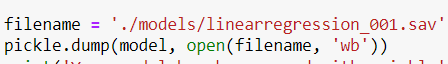 filename = './models/linearregression_001.sav'
pickle.dump(model, open(filename, 'wb'))